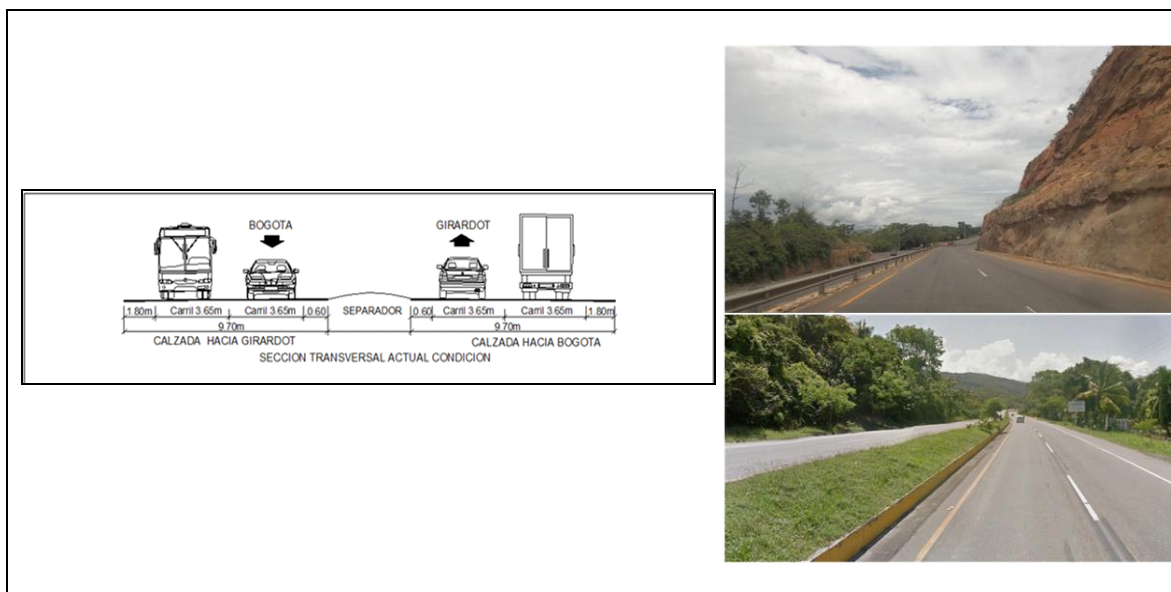 BOGOTA GIRARDOT
1.80m Carril 3.65m Carril 3.65m 0.60 SEPARADOR 0.60 Carril 3.65m Carril 3.65m 1.80m
9.70m 9.70m
CALZADA HACIA GIRARDOT CALZADA HACIA BOGOTA
SECCION TRANSVERSAL ACTUAL CONDICION